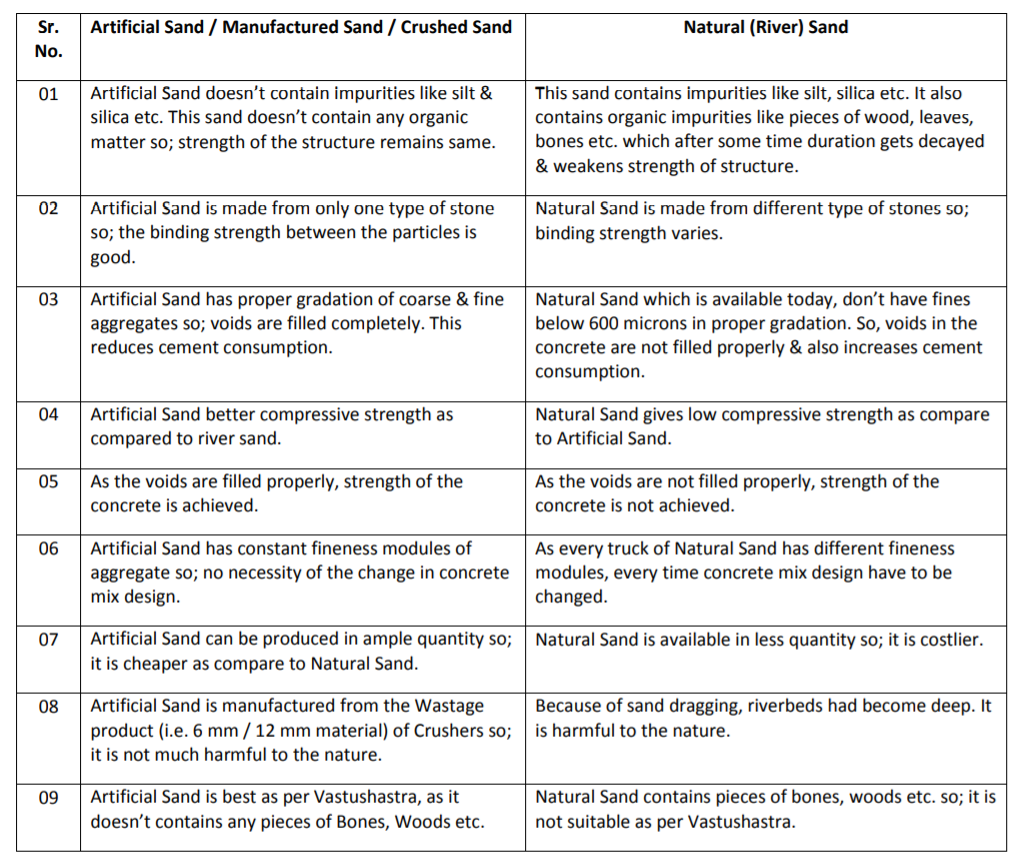 Sr. No.
Artificial Sand / Manufactured Sand / Crushed Sand
Natural (River) Sand
01
Artificial Sand doesn't contain impurities like silt &
silica etc. This sand doesn't contain any organic
matter so; strength of the structure remains same.
This sand contains impurities like silt, silica etc. It also
contains organic impurities like pieces of wood, leaves,
bones etc. which after some time duration gets decayed
& weakens strength of structure.
02
Artificial Sand is made from only one type of stone
so; the binding strength between the particles is
good.
Natural Sand is made from different type of stones so;
binding strength varies.
03
Artificial Sand has proper gradation of coarse & fine
aggregates so; voids are filled completely. This
reduces cement consumption.
Natural Sand which is available today, don't have fines
below 600 microns in proper gradation. So, voids in the
concrete are not filled properly & also increases cement
consumption.
04
Artificial Sand better compressive strength as
compared to river sand.
Natural Sand gives low compressive strength as compare
to Artificial Sand.
05
As the voids are filled properly, strength of the
concrete is achieved.
As the voids are not filled properly, strength of the
concrete is not achieved.
06
Artificial Sand has constant fineness modules of
aggregate so; no necessity of the change in concrete
mix design.
As every truck of Natural Sand has different fineness
modules, every time concrete mix design have to be
changed.
07
Artificial Sand can be produced in ample quantity so;
it is cheaper as compare to Natural Sand.
Natural Sand is available in less quantity so; it is costlier.
08
Artificial Sand is manufactured from the Wastage
product (i.e. 6 mm / 12 mm material) of Crushers so;
it is not much harmful to the nature.
Because of sand dragging, riverbeds had become deep. It
is harmful to the nature.
09
Artificial Sand is best as per Vastushastra, as it
doesn't contains any pieces of Bones, Woods etc.
Natural Sand contains pieces of bones, woods etc. so; it is
not suitable as per Vastushastra.